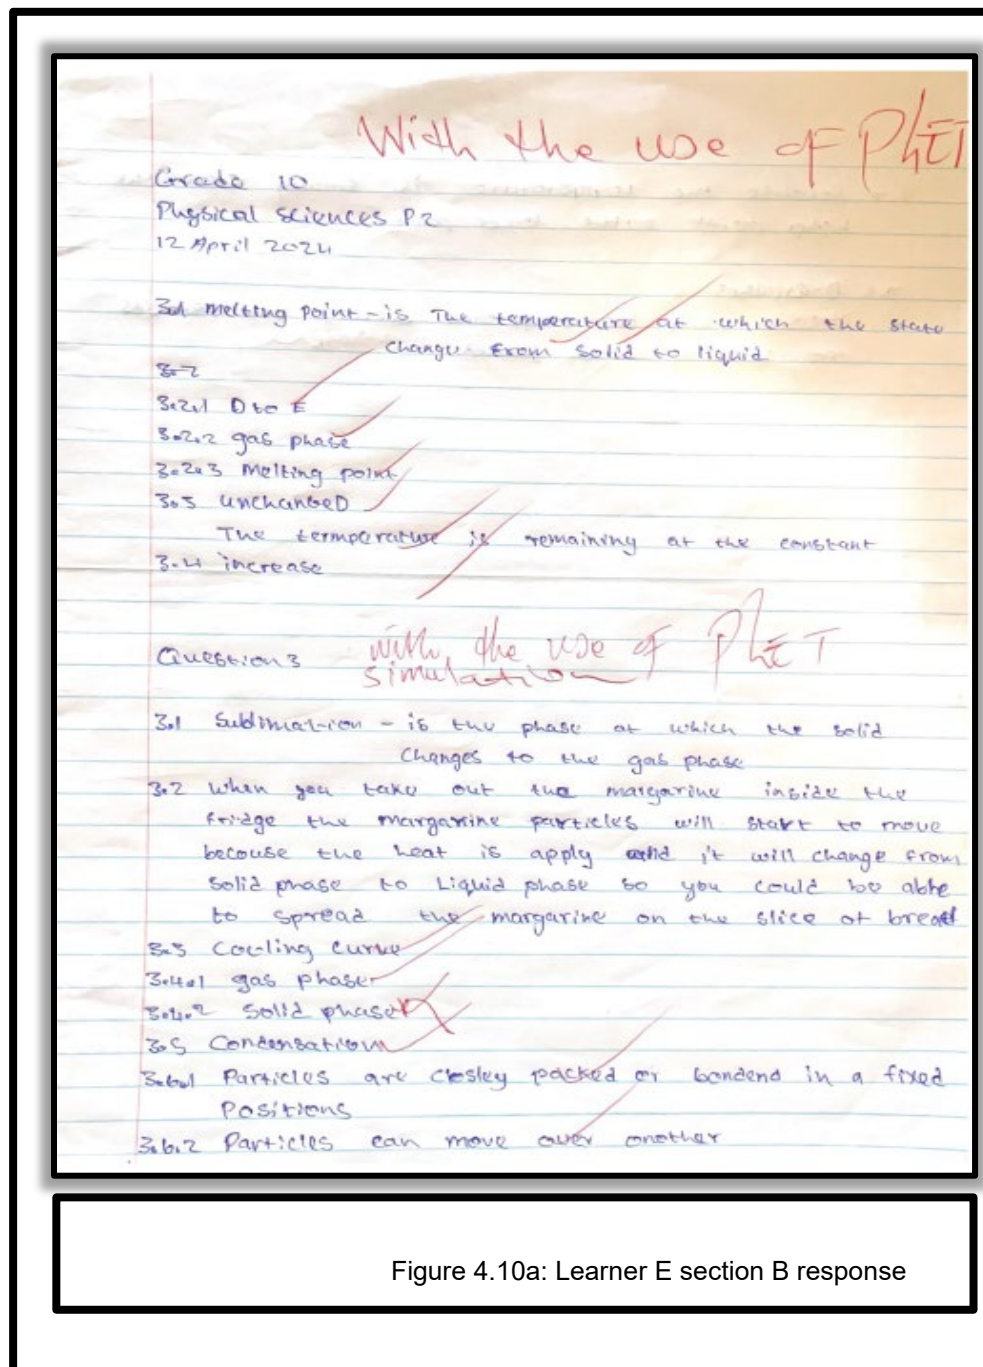 With the use of PhET
Grade 10
Physical sciences P2
12 April 2024
3.1 melting point - is The temperature at which the state
change from solid to liquid
3.2
3.2.1 D to E
3.2.2 gas phase
3.2.3 Melting point
3.3 unchangeD
The termperature is remaining at the constant
3.4 increase
Question 3
with the use of PhET
simulation
3.1 Sublimation - is the phase at which the solid
changes to the gas phase
3.2 when you take out the margarine inside the
fridge the margarine particles will start to move
becouse the heat is apply and it will change from
solid phase to Liquid phase so you could be able
to spread the margarine on the slice of bread
3.3 Cooling curve
3.4.1 gas phase
3.4.2 Solid phase
3.5 Condensation
3.6.1 Particles are closley packed or bondend in a fixed
Positions
3.6.2 Particles can move over another
Figure 4.10a: Learner E section B response